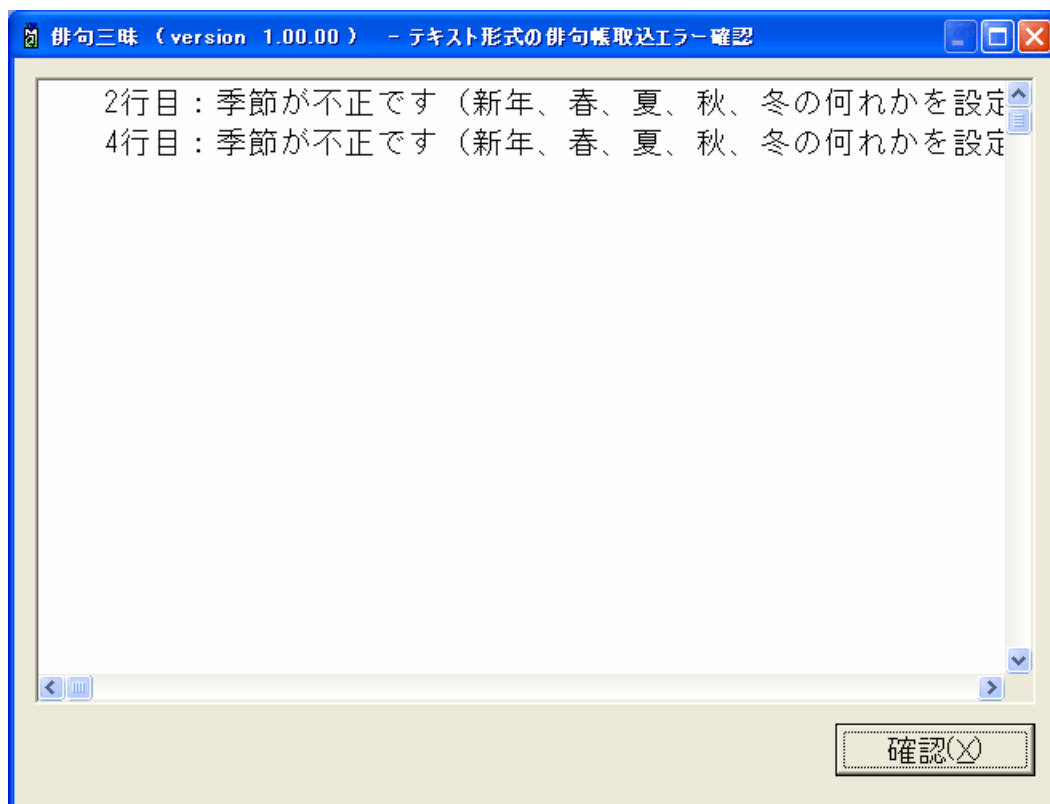 俳句三昧 （version 1.00.00） －テキスト形式の俳句帳取込エラー確認
2行目：季節が不正です（新年、春、夏、秋、冬の何れかを設定
4行目：季節が不正です（新年、春、夏、秋、冬の何れかを設定
確認(X)